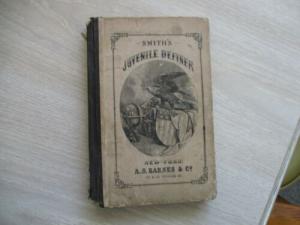 SMITH'S
JUVENILE DEFINER
NEW YORK:
A.S. BARNES & Co